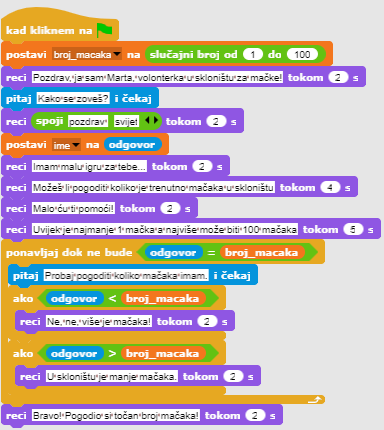 kad kliknem na
postavi broj_macaka na slučajni broj od 1 do 100
reci Pozdrav, ja sam Marta, volonterka u skloništu za mačke! tokom 2 s
pitaj Kako se zoveš? i čekaj
reci spoji pozdrav svijet tokom 2 s
postavi ime na odgovor
reci Imam malu igru za tebe... tokom 2 s
reci Možeš li pogoditi koliko je trenutno mačaka u skloništu tokom 4 s
reci Malo ću ti pomoći! tokom 2 s
reci Uvijek je najmanje 1 mačka a najviše može biti 100 mačaka tokom 5 s
ponavljaj dok ne bude odgovor = broj_macaka
pitaj Probaj pogoditi koliko mačaka imam. i čekaj
ako odgovor < broj_macaka
reci Ne, ne, više je mačaka! tokom 2 s
ako odgovor > broj_macaka
reci U skloništu je manje mačaka. tokom 2 s
reci Bravo! Pogodio si točan broj mačaka! tokom 2 s